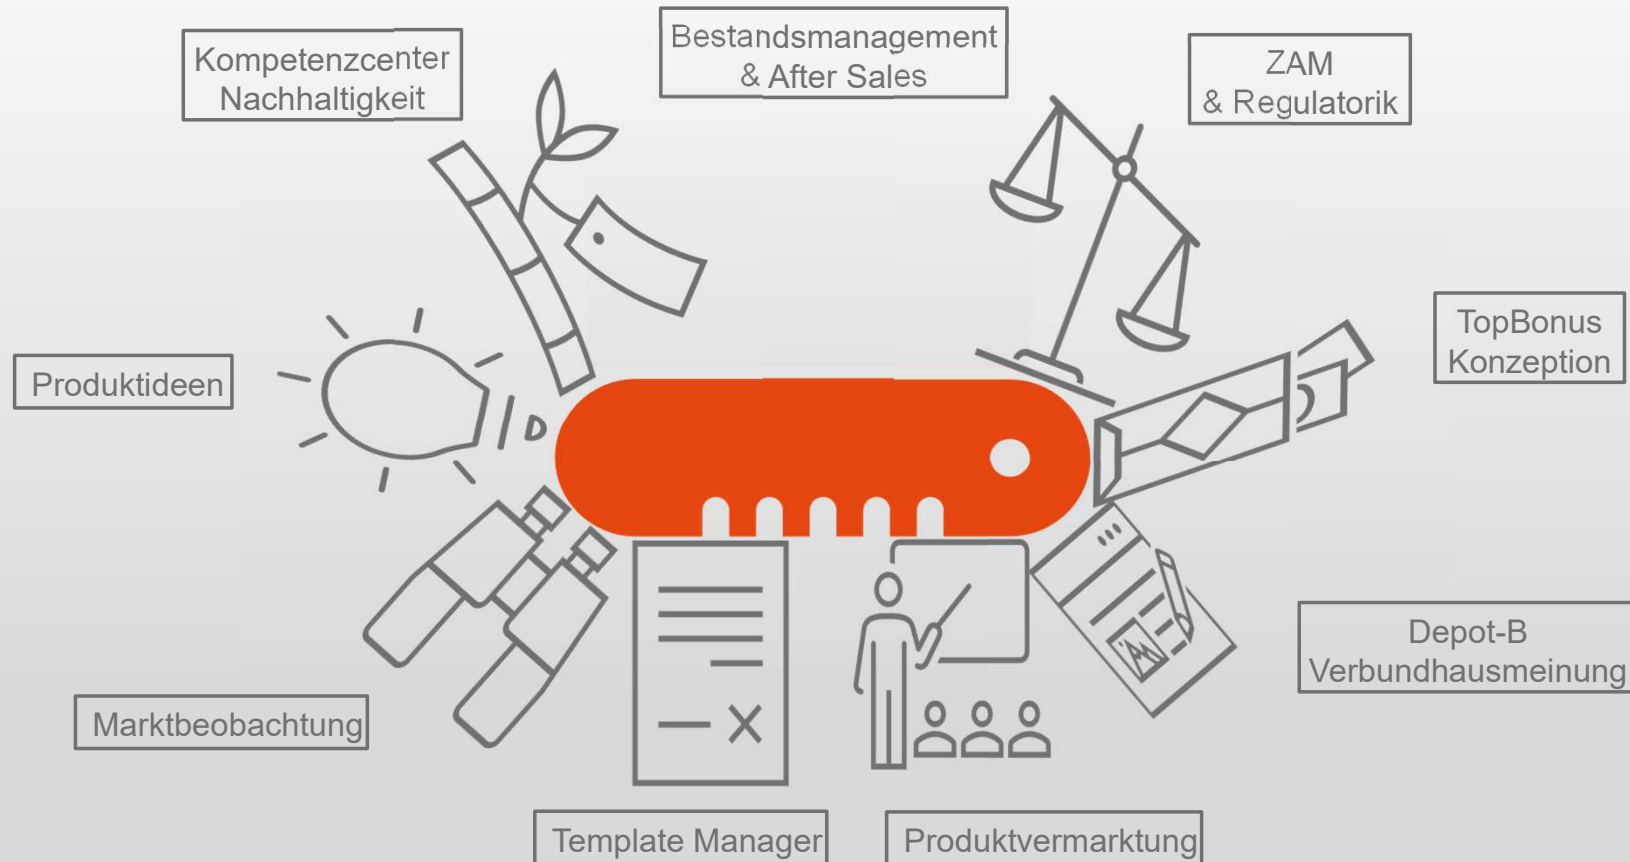 Kompetenzcenter
Nachhaltigkeit
Bestandsmanagement
& After Sales
ZAM
& Regulatorik
TopBonus
Konzeption
Produktideen
Depot-B
Verbundhausmeinung
Marktbeobachtung
Template Manager
Produktvermarktung